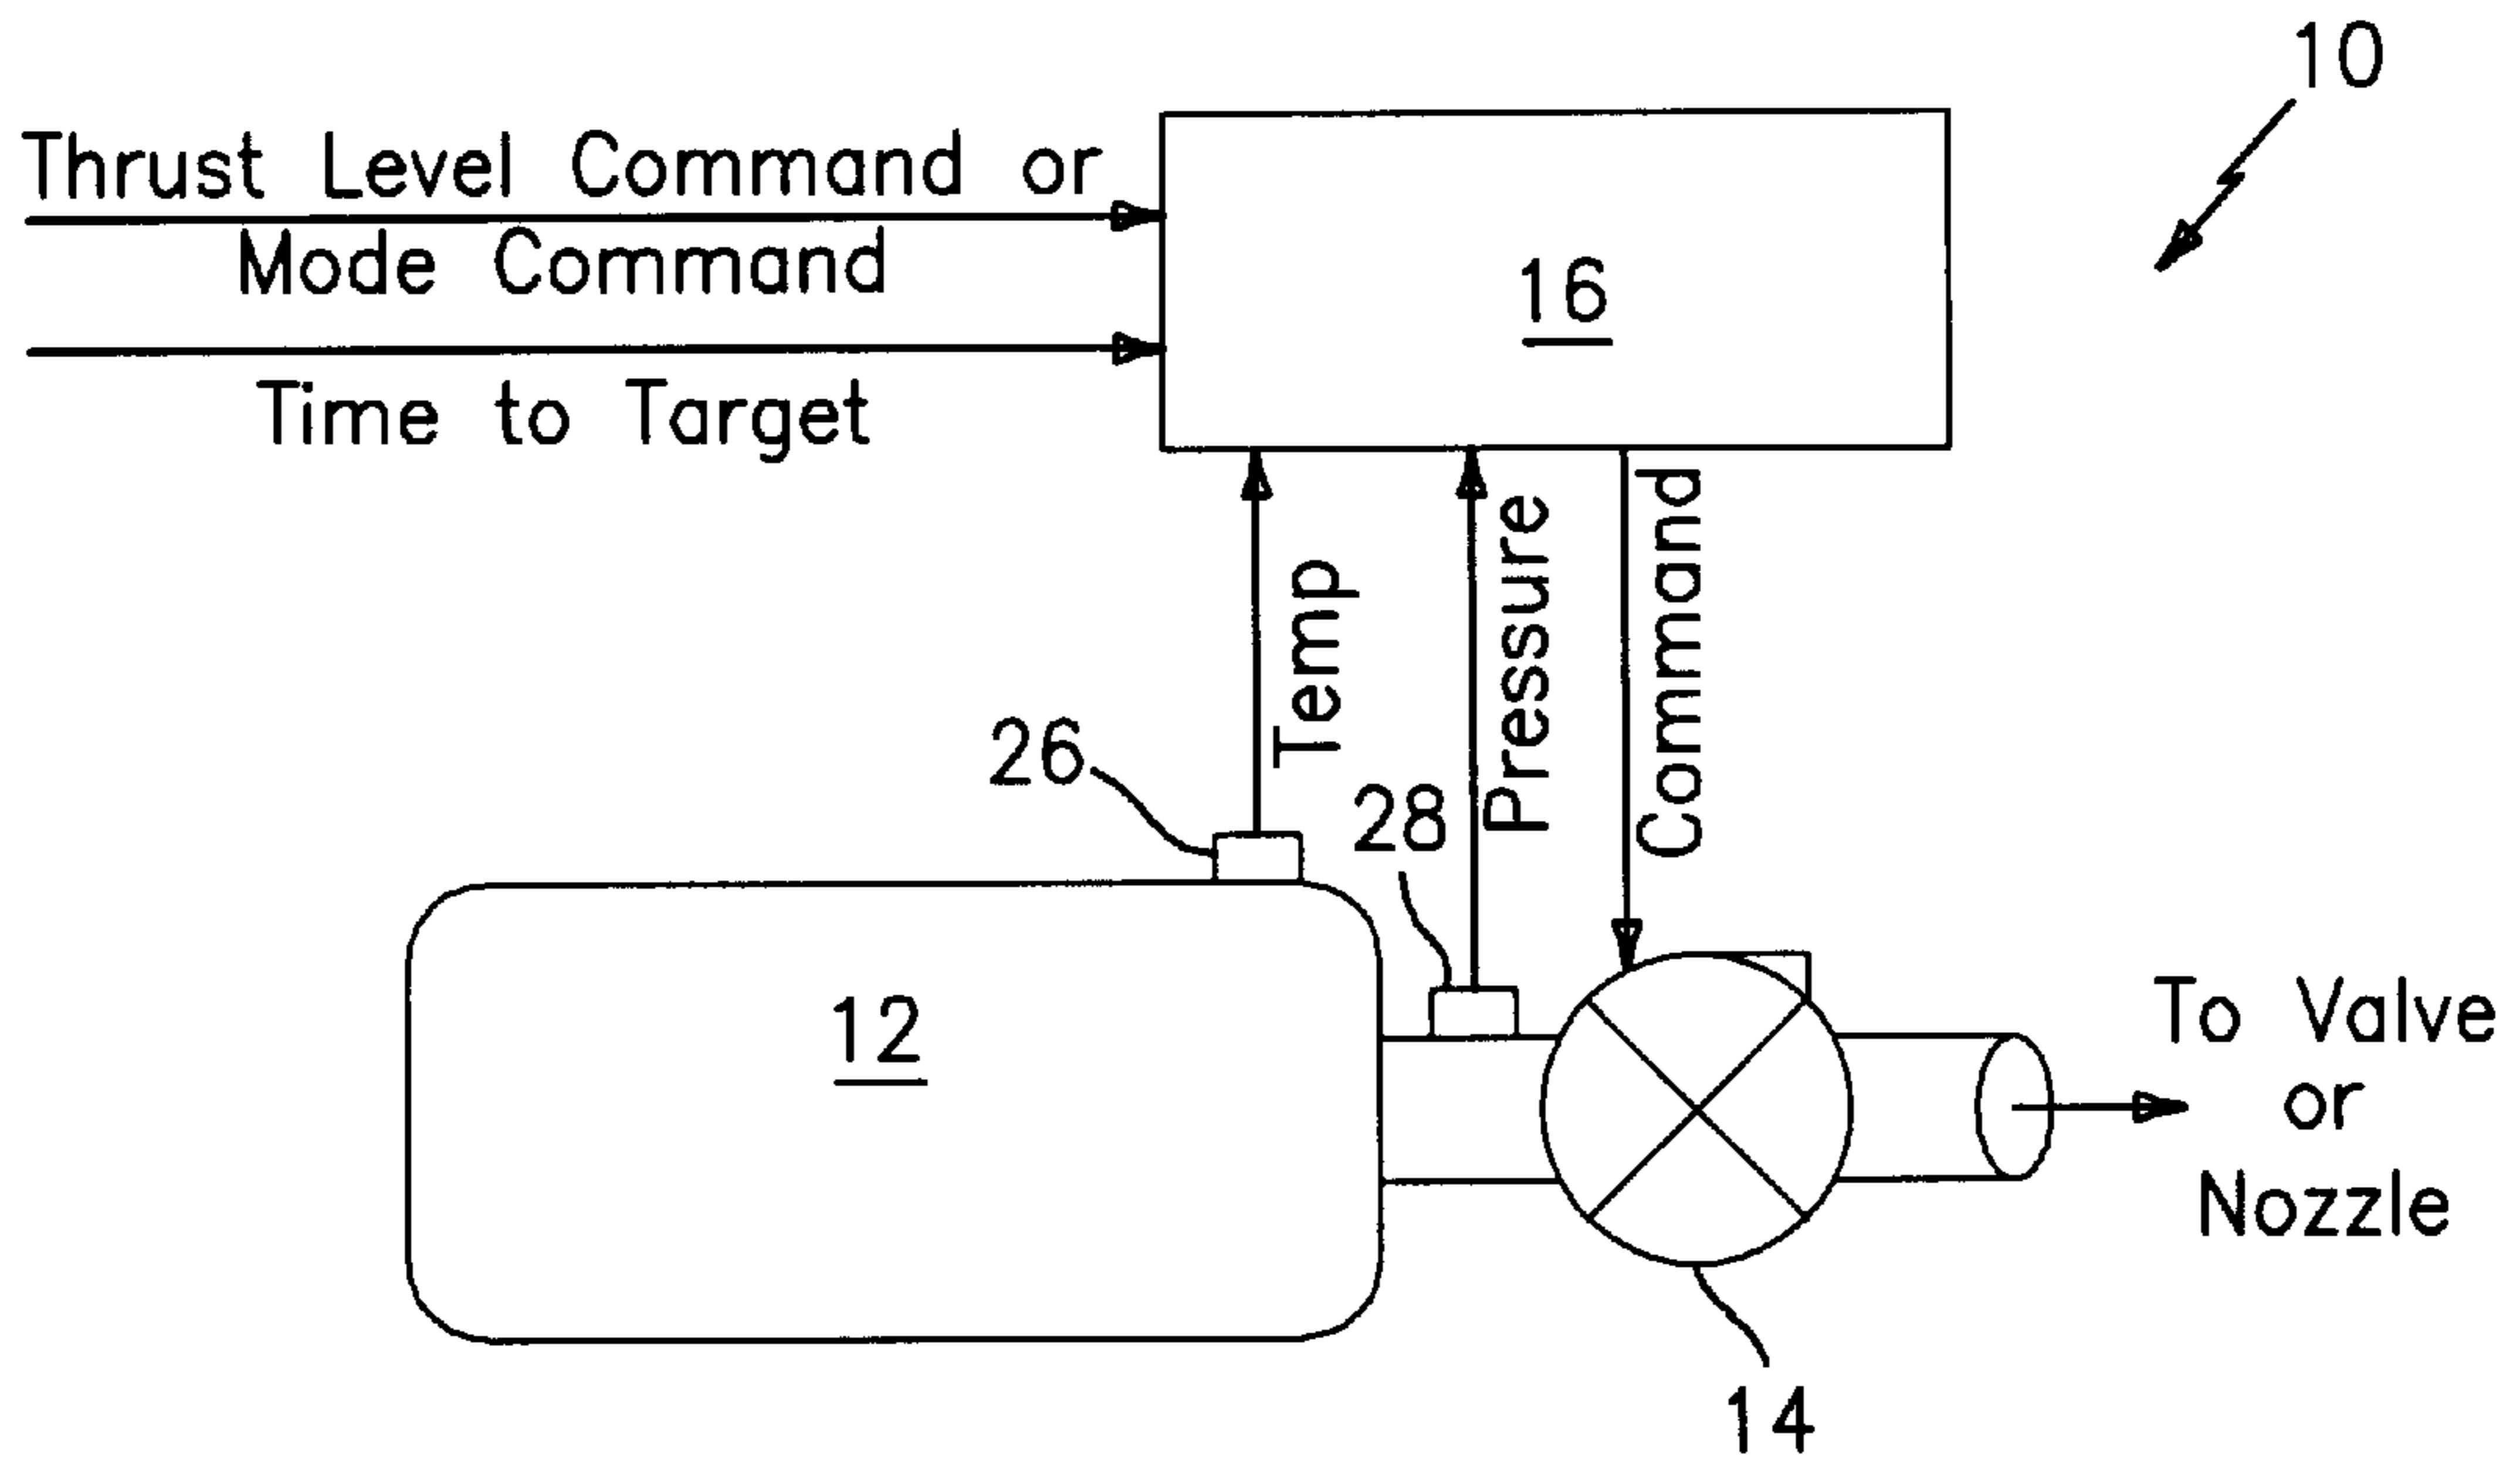 10
Thrust Level Command or
Mode Command
16
Time to Target
Temp
Pressure
Command
26
28
12
To Valve
or
Nozzle
14